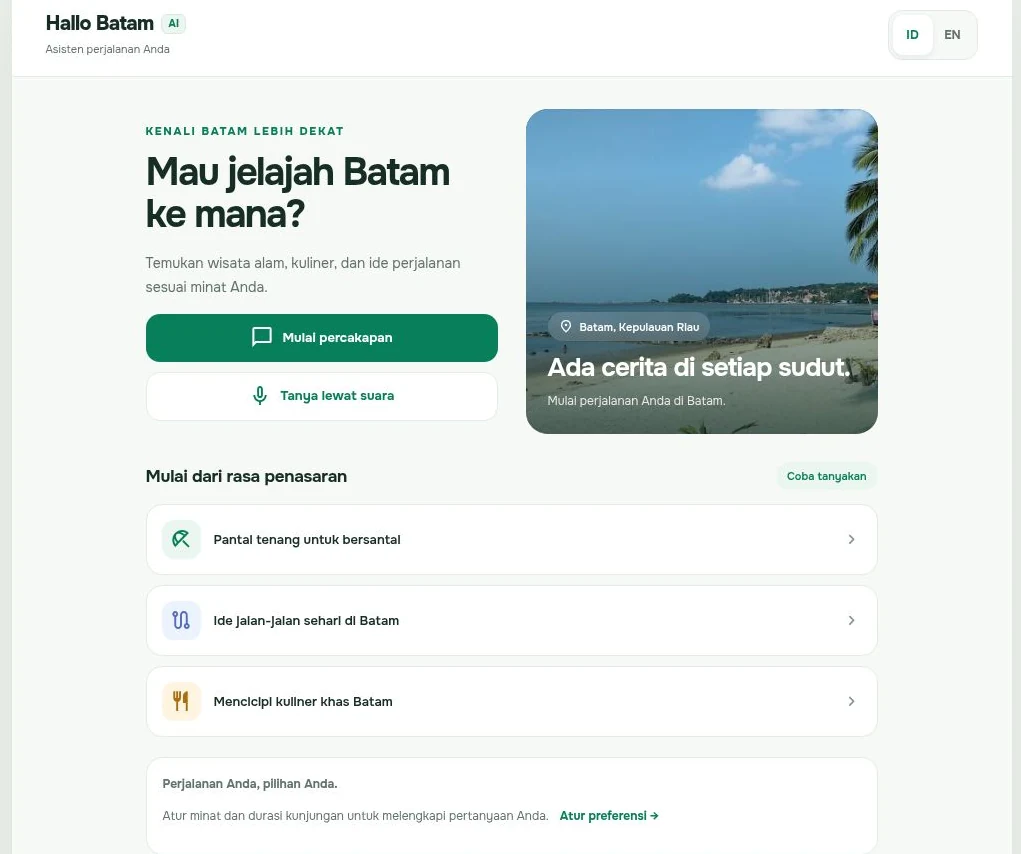 Hallo Batam AI
Asisten perjalanan Anda
ID EN
KENALI BATAM LEBIH DEKAT
Mau jelajah Batam
ke mana?
Temukan wisata alam, kuliner, dan ide perjalanan
sesuai minat Anda.
Mulai percakapan
Tanya lewat suara
Batam, Kepulauan Riau
Ada cerita di setiap sudut.
Mulai perjalanan Anda di Batam.
Mulai dari rasa penasaran
Coba tanyakan
Pantai tenang untuk bersantai
Ide jalan-jalan sehari di Batam
Mencicipi kuliner khas Batam
Perjalanan Anda, pilihan Anda.
Atur minat dan durasi kunjungan untuk melengkapi pertanyaan Anda. Atur preferensi →